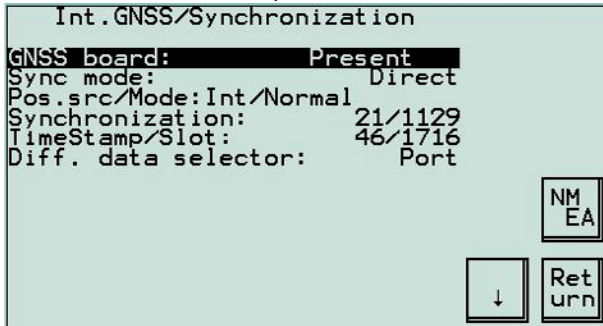 Int.GNSS/Synchronization
GNSS board: Present
Sync mode: Direct
Pos.src/Mode:Int/Normal
Synchronization: 21/1129
TimeStamp/Slot: 46/1716
Diff. data selector: Port
NM
EA
↓
Ret
urn